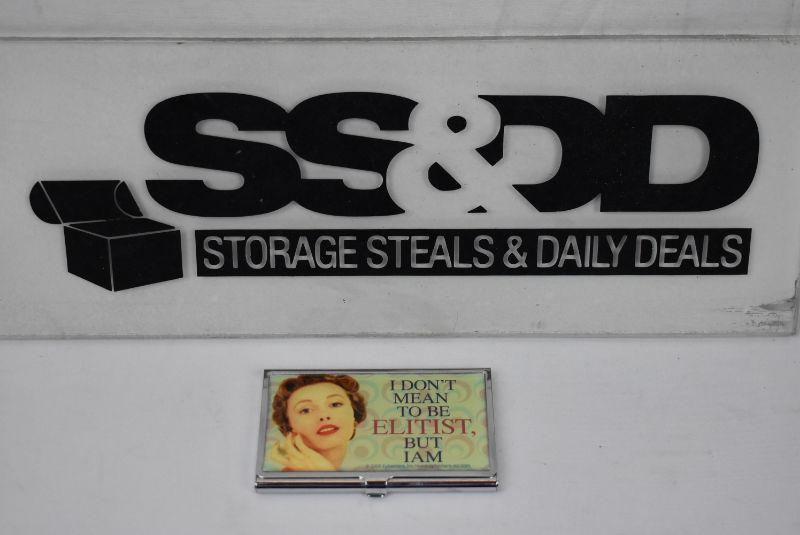 SS&DD
STORAGE STEALS & DAILY DEALS
I DON'T
MEAN
TO BE
ELITIST,
BUT
I AM